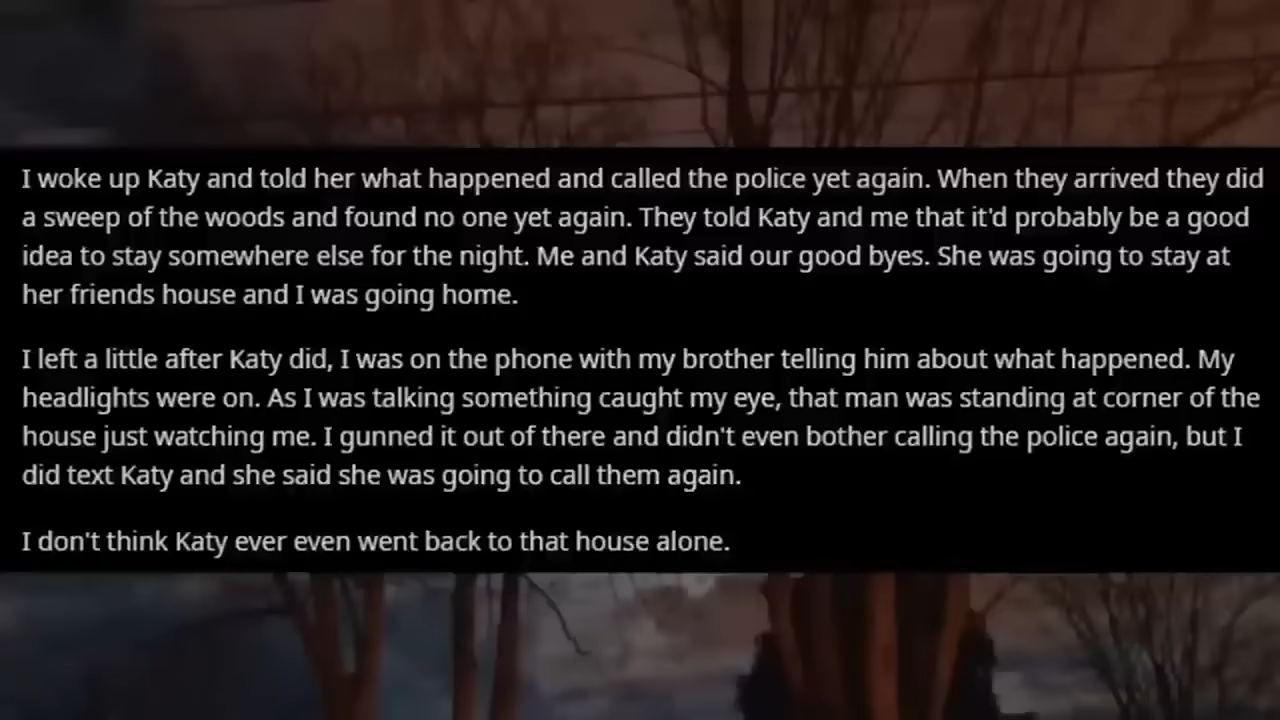 I woke up Katy and told her what happened and called the police yet again. When they arrived they did
a sweep of the woods and found no one yet again. They told Katy and me that it'd probably be a good
idea to stay somewhere else for the night. Me and Katy said our good byes. She was going to stay at
her friends house and I was going home.
I left a little after Katy did, I was on the phone with my brother telling him about what happened. My
headlights were on. As I was talking something caught my eye, that man was standing at corner of the
house just watching me. I gunned it out of there and didn't even bother calling the police again, but I
did text Katy and she said she was going to call them again.
I don't think Katy ever even went back to that house alone.